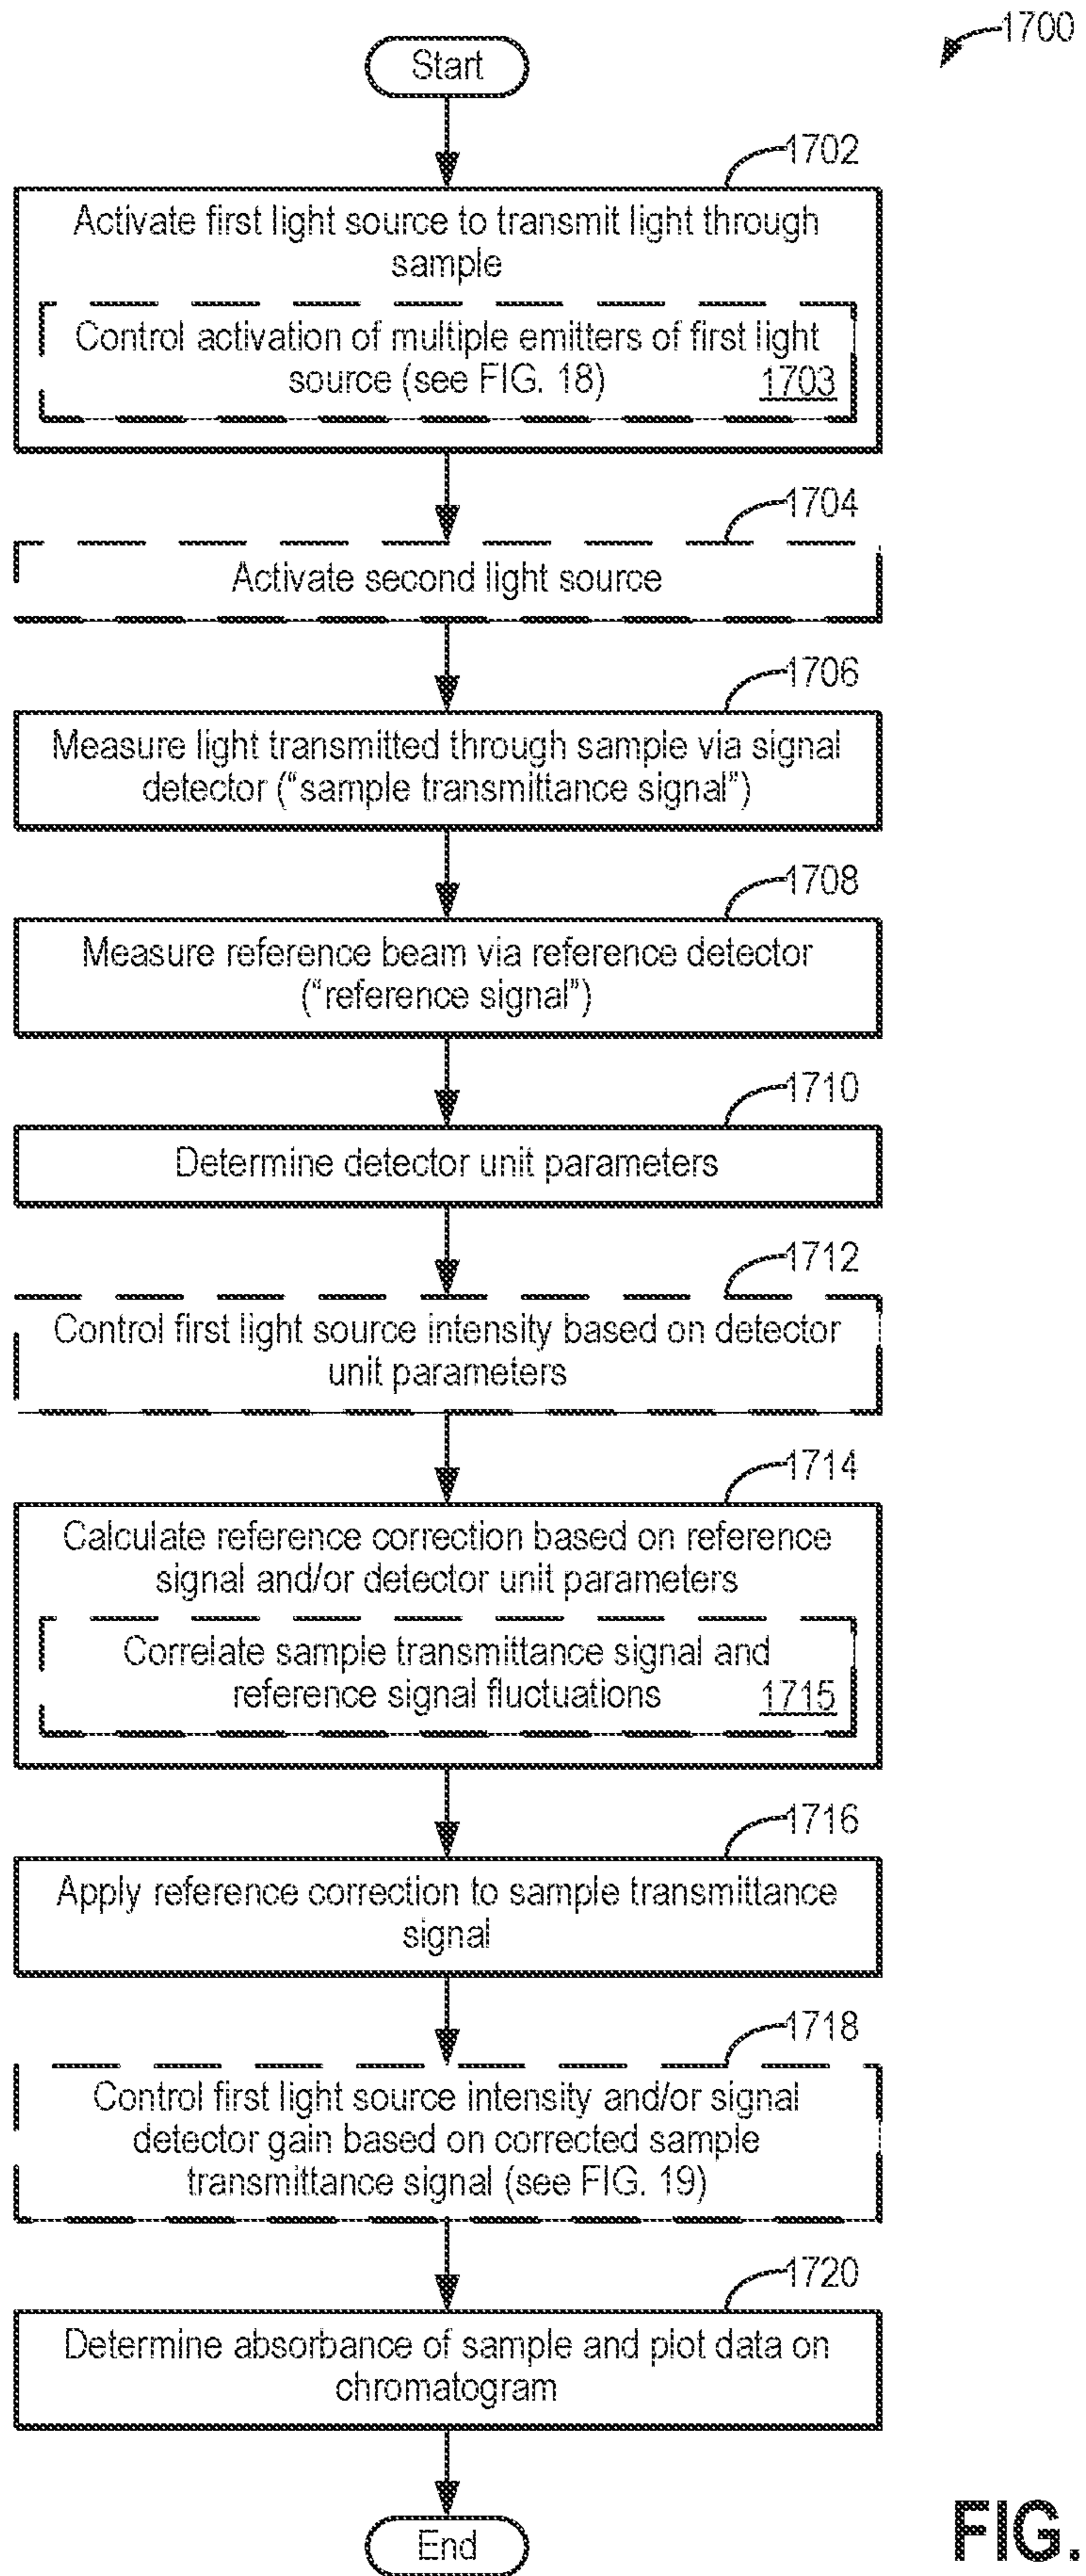 1700
Start
1702
Activate first light source to transmit light through
sample
Control activation of multiple emitters of first light
source (see FIG. 18) 1703
1704
Activate second light source
1706
Measure light transmitted through sample via signal
detector (“sample transmittance signal”)
1708
Measure reference beam via reference detector
(“reference signal”)
1710
Determine detector unit parameters
1712
Control first light source intensity based on detector
unit parameters
1714
Calculate reference correction based on reference
signal and/or detector unit parameters
Correlate sample transmittance signal and
reference signal fluctuations 1715
1716
Apply reference correction to sample transmittance
signal
1718
Control first light source intensity and/or signal
detector gain based on corrected sample
transmittance signal (see FIG. 19)
1720
Determine absorbance of sample and plot data on
chromatogram
End
FIG.